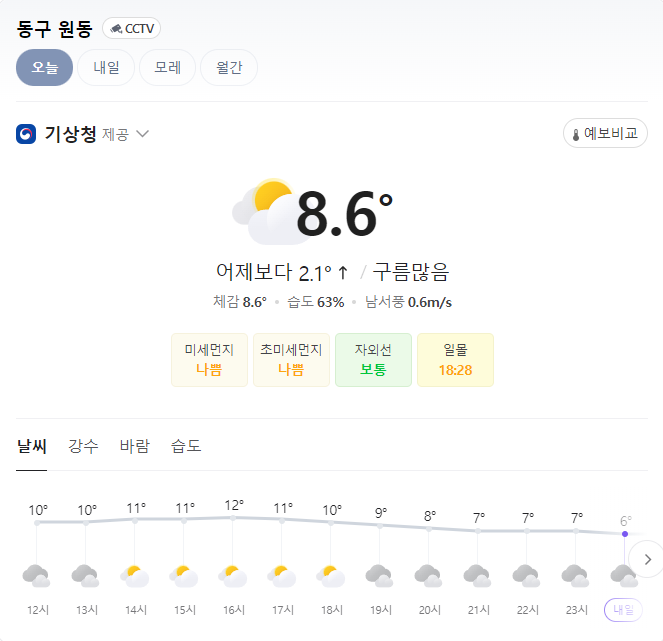 동구 원동 CCTV
오늘 내일 모레 월간
기상청 제공 예보비교
8.6°
어제보다 2.1° ↑ / 구름많음
체감 8.6° • 습도 63% • 남서풍 0.6m/s
미세먼지 초미세먼지 자외선 일몰
나쁨 나쁨 보통 18:28
날씨 강수 바람 습도
10° 10° 11° 11° 12° 11° 10° 9° 8° 7° 7° 7° 6°
12시 13시 14시 15시 16시 17시 18시 19시 20시 21시 22시 23시 내일